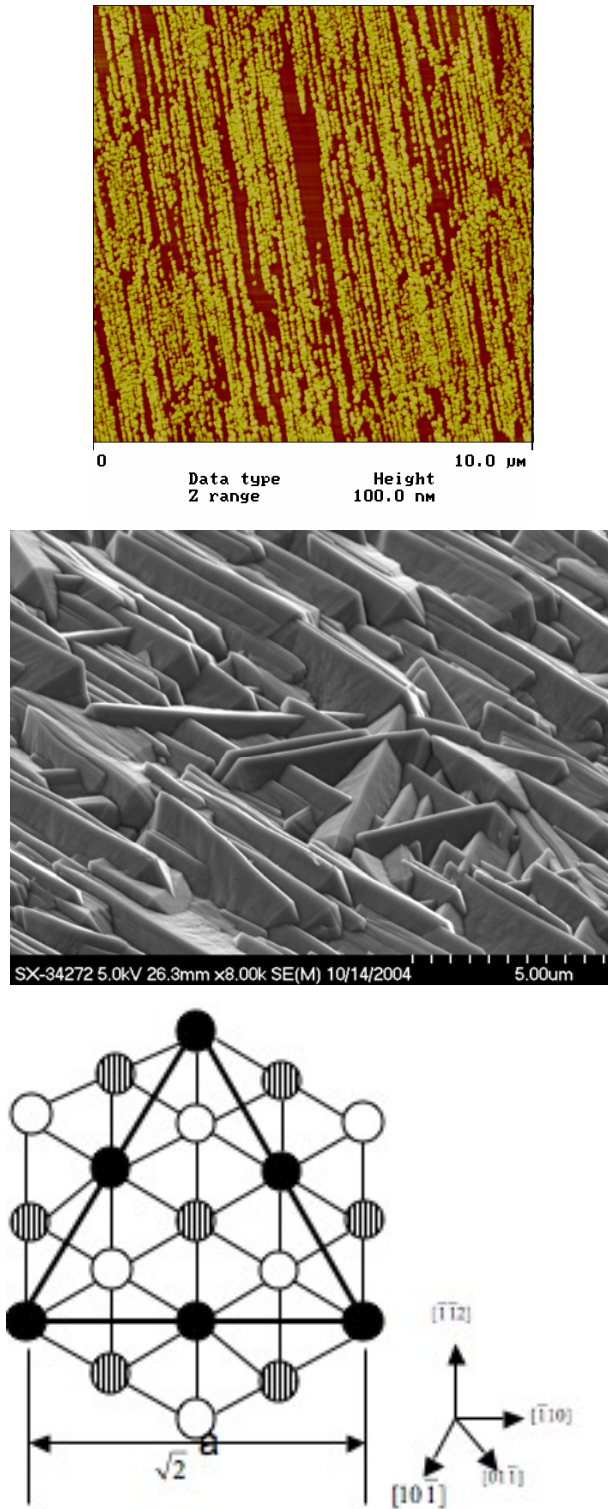 0 10.0 μm
Data type Height
Z range 100.0 nm
SX-34272 5.0kV 26.3mm x8.00k SE(M) 10/14/2004 5.00um
[1̅1̅2]
[1̅10]
[101̅]
[011̅]
a
√2